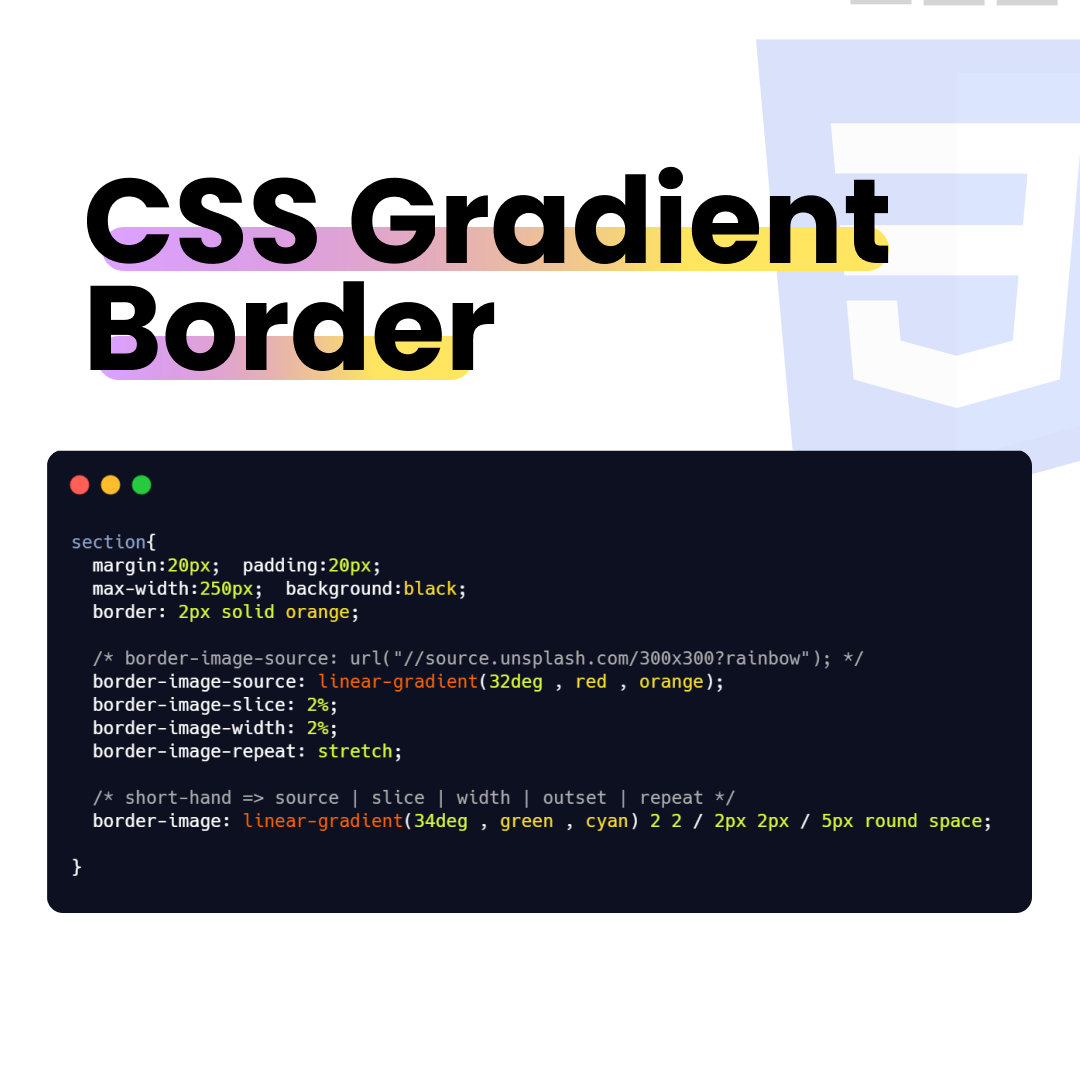 CSS Gradient
Border
section{
  margin:20px;  padding:20px;
  max-width:250px;  background:black;
  border: 2px solid orange;
  /* border-image-source: url("//source.unsplash.com/300x300?rainbow"); */
  border-image-source: linear-gradient(32deg , red , orange);
  border-image-slice: 2%;
  border-image-width: 2%;
  border-image-repeat: stretch;
  /* short-hand => source | slice | width | outset | repeat */
  border-image: linear-gradient(34deg , green , cyan) 2 2 / 2px 2px / 5px round space;
}